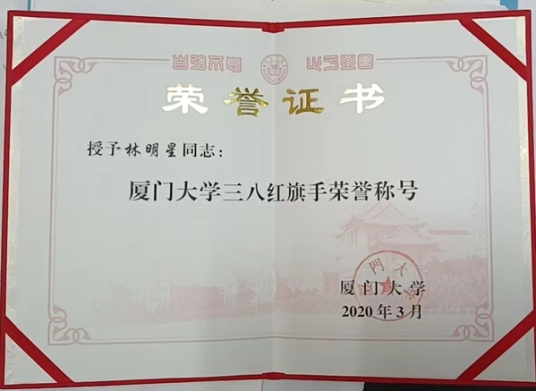 荣誉证书
授予林明星同志：
厦门大学三八红旗手荣誉称号
厦门大学
2020年3月